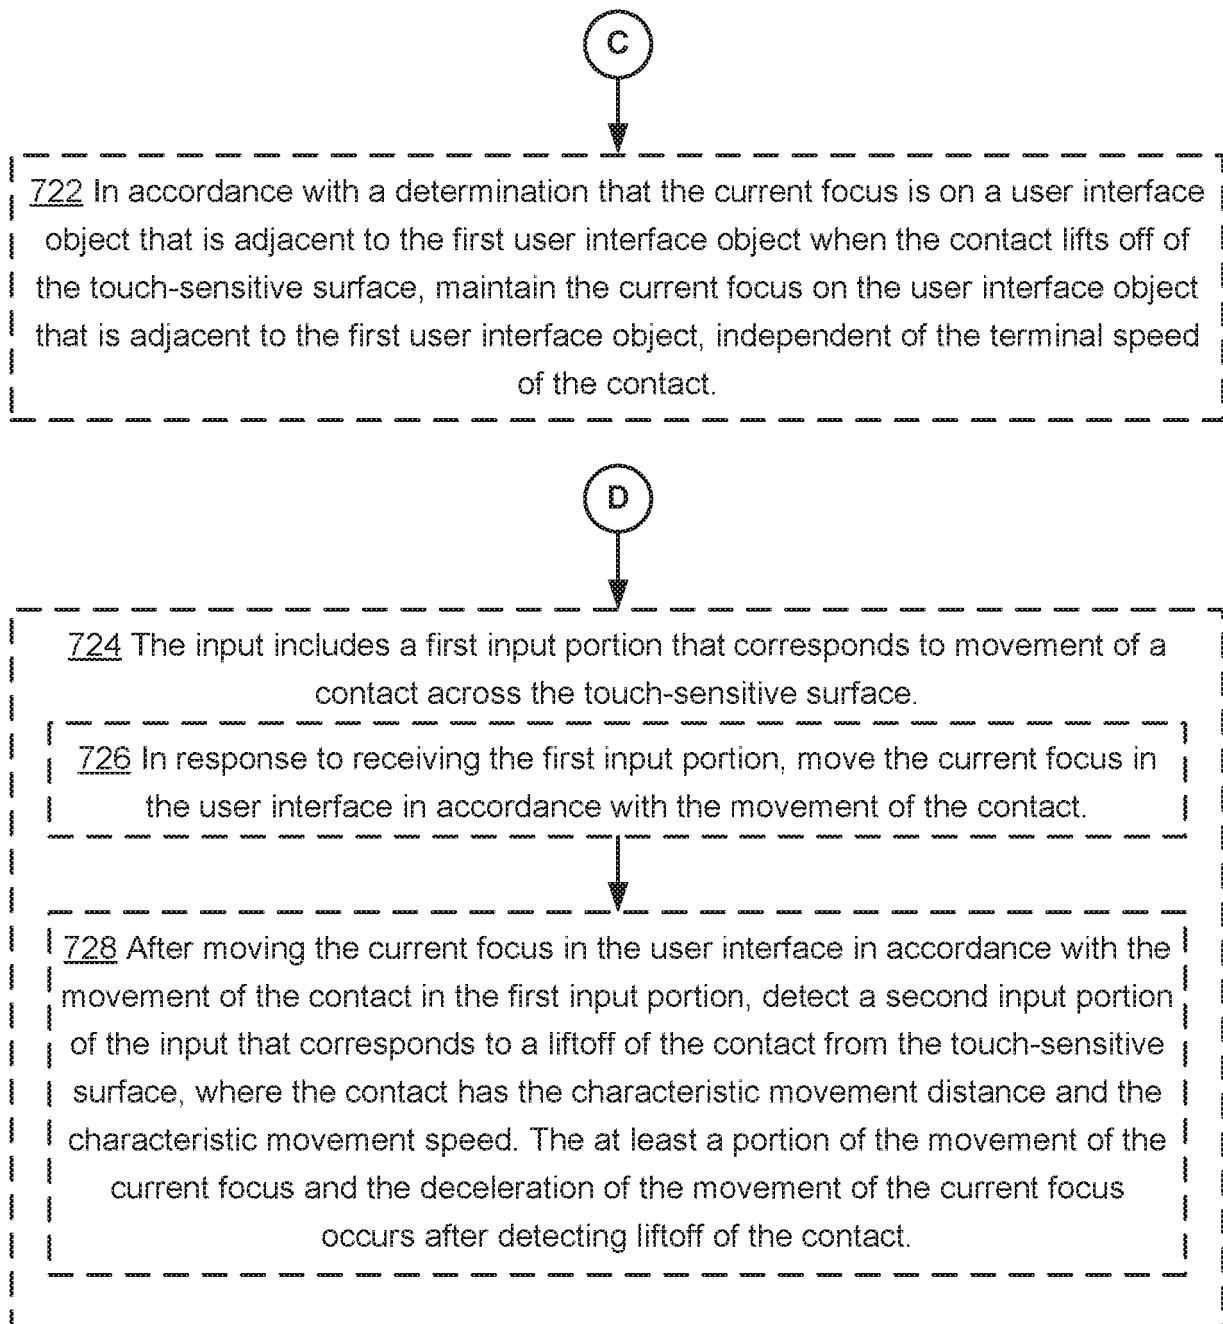 C
722 In accordance with a determination that the current focus is on a user interface
object that is adjacent to the first user interface object when the contact lifts off of
the touch-sensitive surface, maintain the current focus on the user interface object
that is adjacent to the first user interface object, independent of the terminal speed
of the contact.
D
724 The input includes a first input portion that corresponds to movement of a
contact across the touch-sensitive surface.
726 In response to receiving the first input portion, move the current focus in
the user interface in accordance with the movement of the contact.
728 After moving the current focus in the user interface in accordance with the
movement of the contact in the first input portion, detect a second input portion
of the input that corresponds to a liftoff of the contact from the touch-sensitive
surface, where the contact has the characteristic movement distance and the
characteristic movement speed. The at least a portion of the movement of the
current focus and the deceleration of the movement of the current focus
occurs after detecting liftoff of the contact.